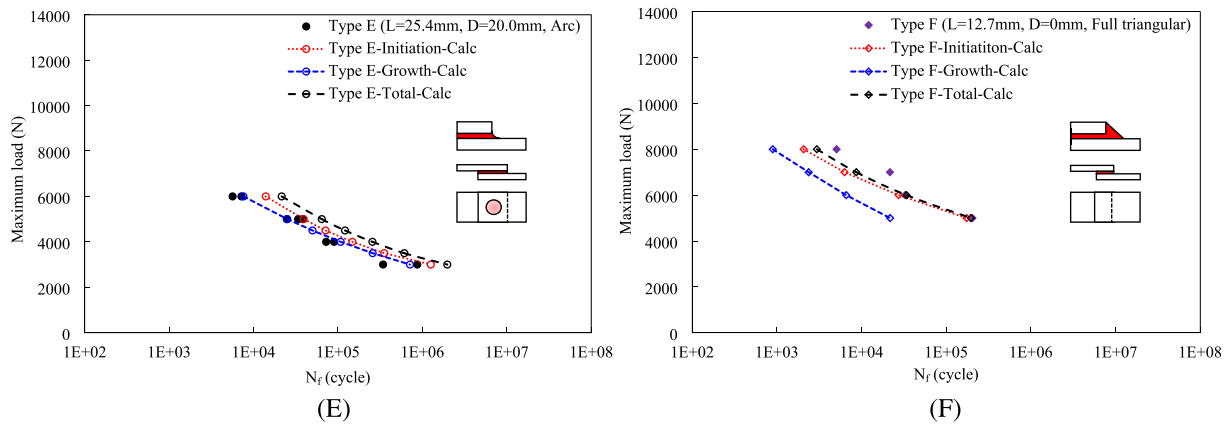 14000
12000
10000
8000
6000
4000
2000
0
Maximum load (N)
Type E (L=25.4mm, D=20.0mm, Arc)
Type E-Initiation-Calc
Type E-Growth-Calc
Type E-Total-Calc
1E+02 1E+03 1E+04 1E+05 1E+06 1E+07 1E+08
Nf (cycle)
(E)
14000
12000
10000
8000
6000
4000
2000
0
Maximum load (N)
Type F (L=12.7mm, D=0mm, Full triangular)
Type F-Initiatiton-Calc
Type F-Growth-Calc
Type F-Total-Calc
1E+02 1E+03 1E+04 1E+05 1E+06 1E+07 1E+08
Nf (cycle)
(F)